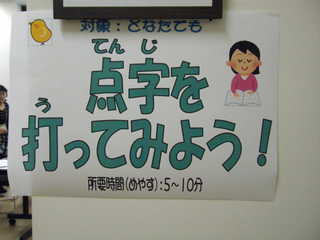 対象:どなたでも
てんじ
点字を
う
打ってみよう!
所要時間(めやす):5~10分